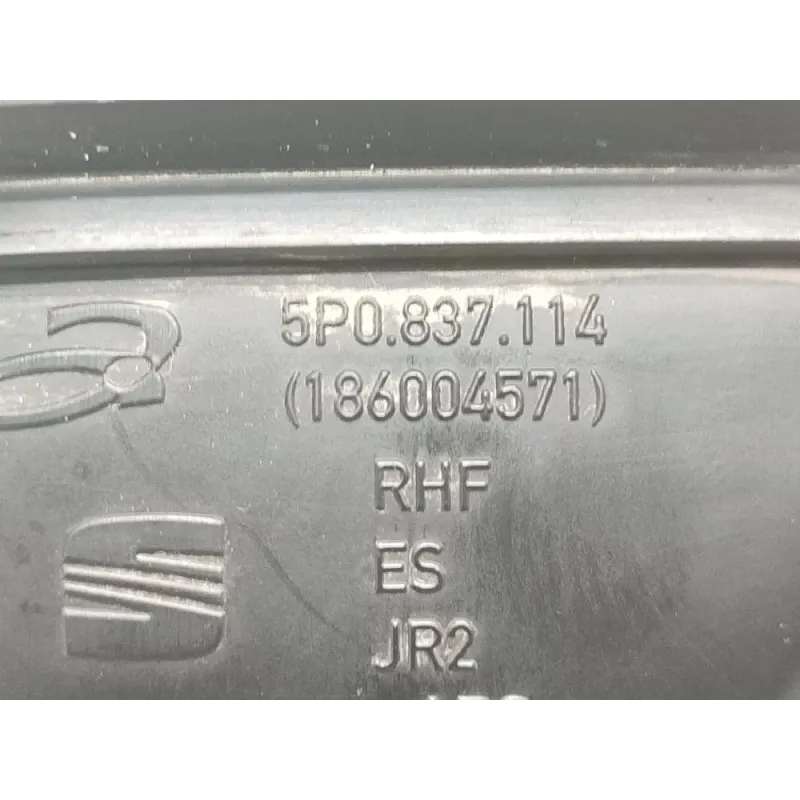 5P0.837.114
(186004571)
RHF
ES
JR2